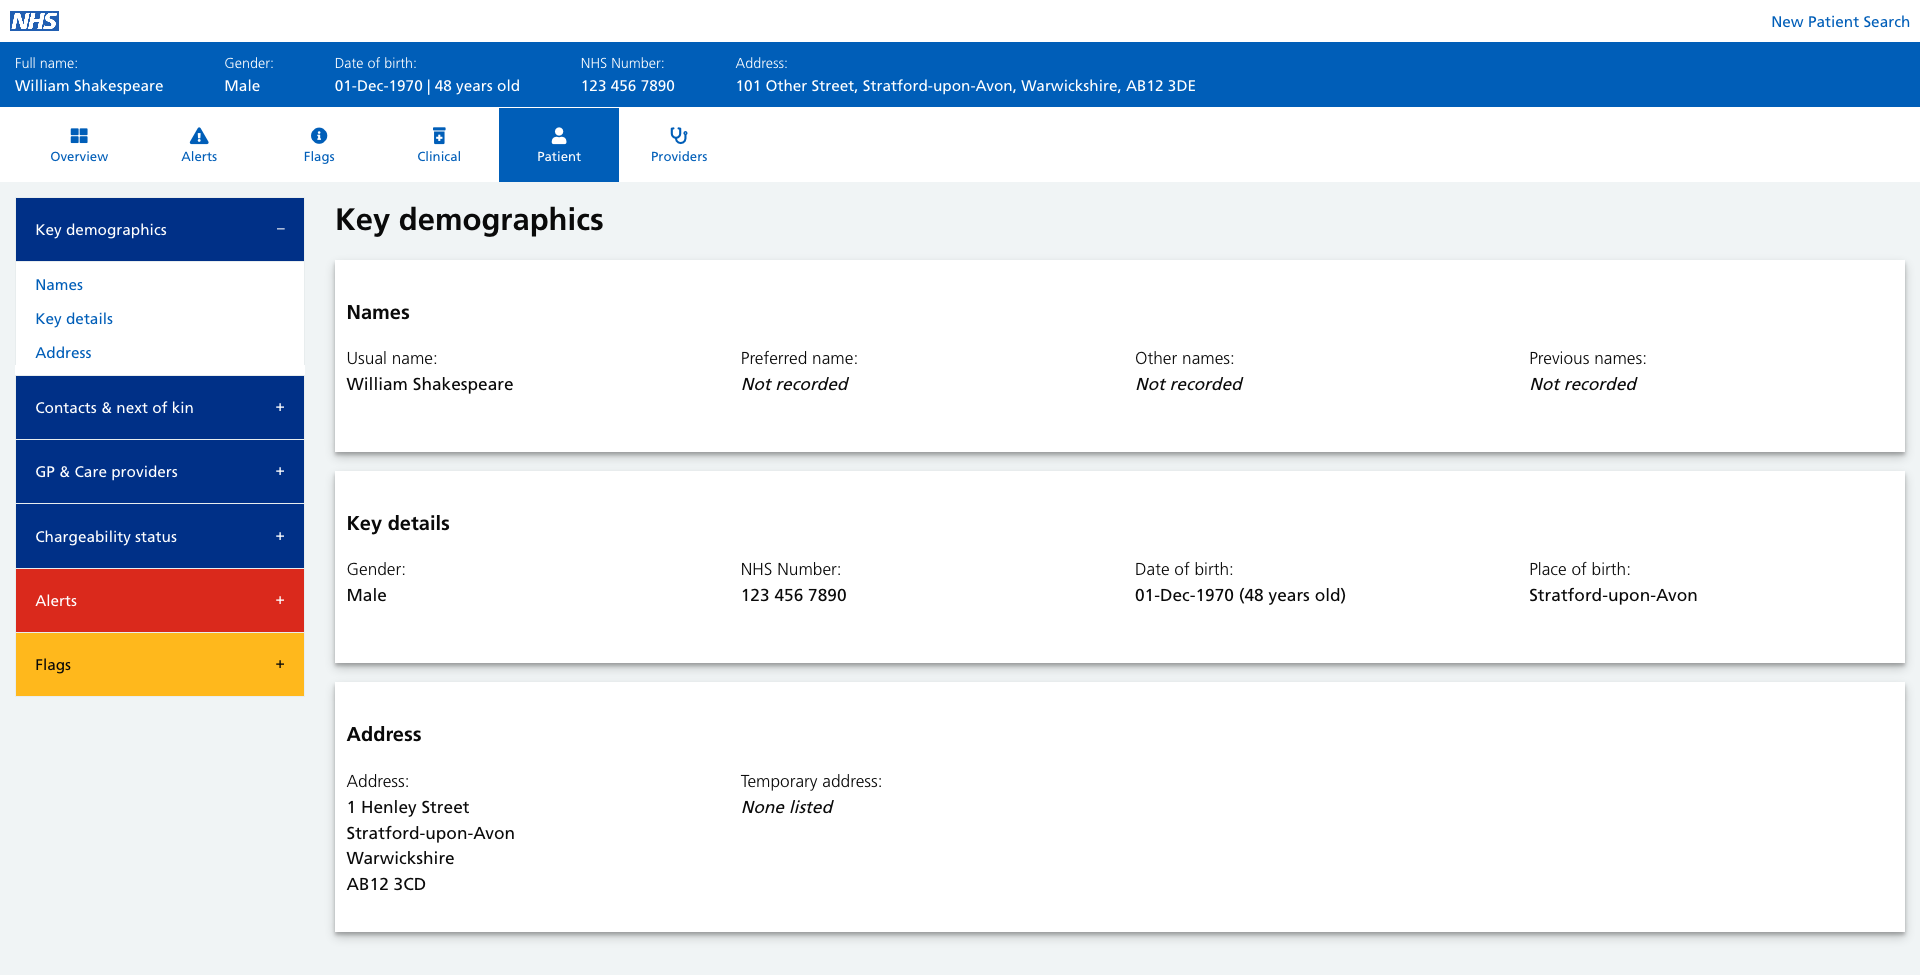 NHS
New Patient Search
Full name:
William Shakespeare
Gender:
Male
Date of birth:
01-Dec-1970 | 48 years old
NHS Number:
123 456 7890
Address:
101 Other Street, Stratford-upon-Avon, Warwickshire, AB12 3DE
Overview
Alerts
Flags
Clinical
Patient
Providers
Key demographics –
Names
Key details
Address
Contacts & next of kin +
GP & Care providers +
Chargeability status +
Alerts +
Flags +
Key demographics
Names
Usual name:
William Shakespeare
Preferred name:
Not recorded
Other names:
Not recorded
Previous names:
Not recorded
Key details
Gender:
Male
NHS Number:
123 456 7890
Date of birth:
01-Dec-1970 (48 years old)
Place of birth:
Stratford-upon-Avon
Address
Address:
1 Henley Street
Stratford-upon-Avon
Warwickshire
AB12 3CD
Temporary address:
None listed